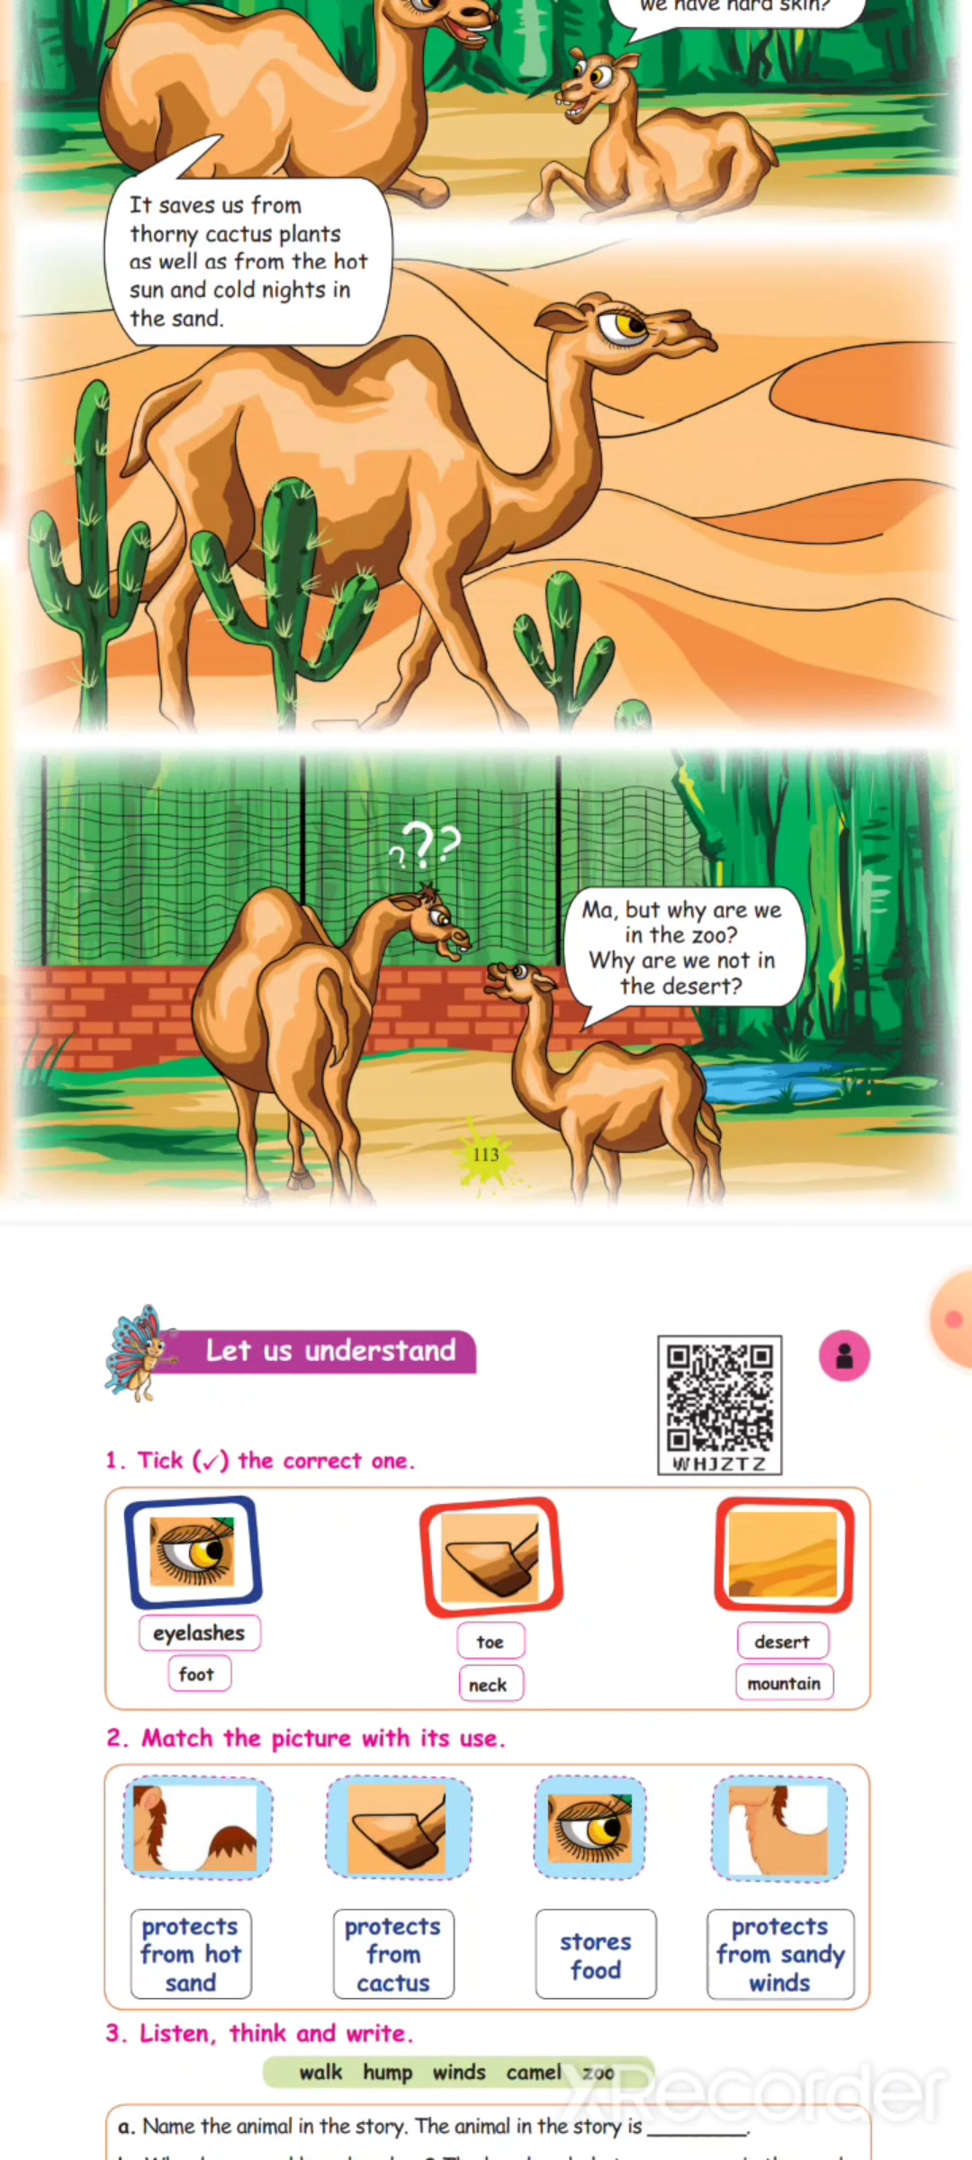 we have hard skin?
It saves us from
thorny cactus plants
as well as from the hot
sun and cold nights in
the sand.
???
Ma, but why are we
in the zoo?
Why are we not in
the desert?
113
Let us understand
WHJZTZ
1. Tick (✓) the correct one.
eyelashes
foot
toe
neck
desert
mountain
2. Match the picture with its use.
protects
from hot
sand
protects
from
cactus
stores
food
protects
from sandy
winds
3. Listen, think and write.
walk hump winds camel zoo
XRecorder
a. Name the animal in the story. The animal in the story is ________.